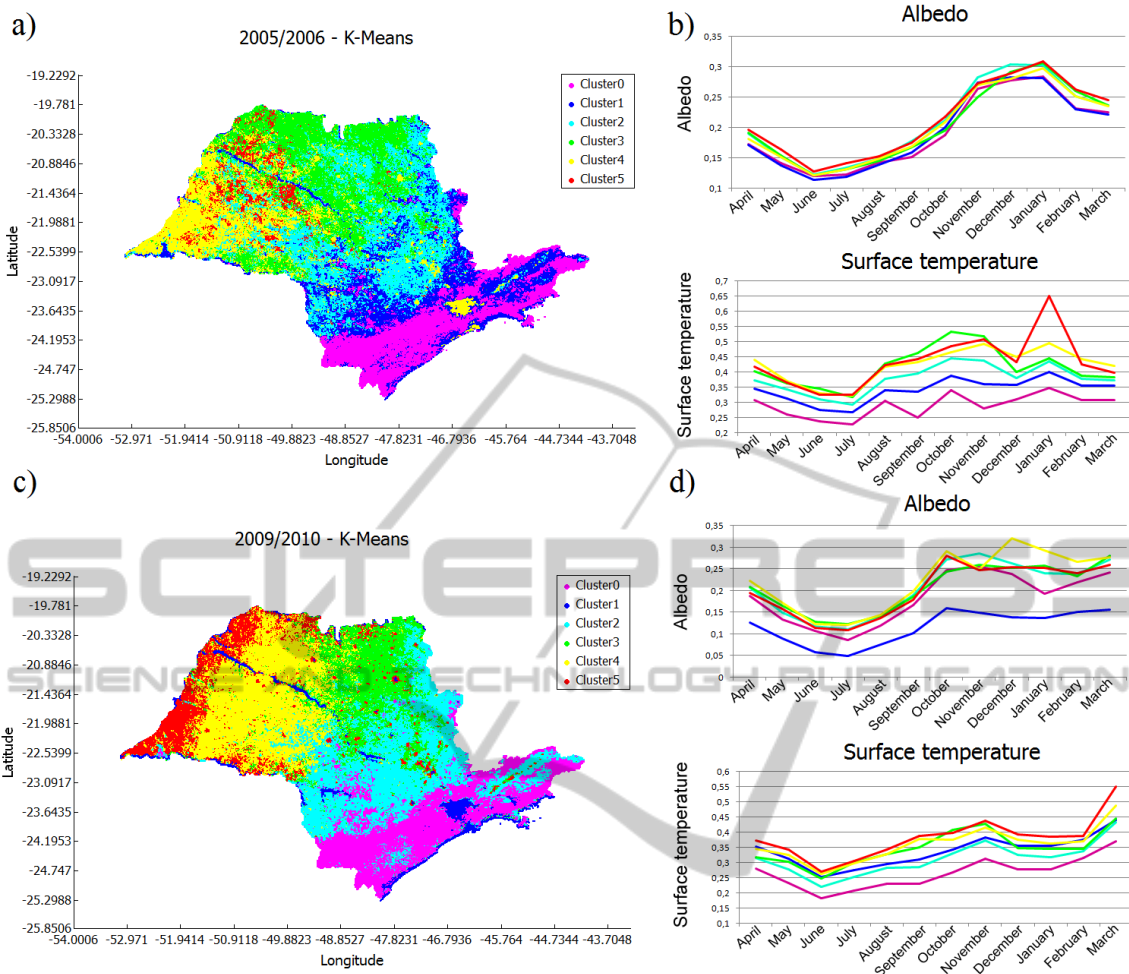 a)
2005/2006 - K-Means
-19.2292
-19.781
-20.3328
-20.8846
-21.4364
-21.9881
-22.5399
-23.0917
-23.6435
-24.1953
-24.747
-25.2988
-25.8506
Latitude
-54.0006 -52.971 -51.9414 -50.9118 -49.8823 -48.8527 -47.8231 -46.7936 -45.764 -44.7344 -43.7048
Longitude
Cluster0
Cluster1
Cluster2
Cluster3
Cluster4
Cluster5
b)
Albedo
Albedo
0,35
0,3
0,25
0,2
0,15
0,1
April May June July August September October November December January February March
Surface temperature
Surface temperature
0,7
0,65
0,6
0,55
0,5
0,45
0,4
0,35
0,3
0,25
0,2
April May June July August September October November December January February March
c)
2009/2010 - K-Means
-19.2292
-19.781
-20.3328
-20.8846
-21.4364
-21.9881
-22.5399
-23.0917
-23.6435
-24.1953
-24.747
-25.2988
-25.8506
Latitude
-54.0006 -52.971 -51.9414 -50.9118 -49.8823 -48.8527 -47.8231 -46.7936 -45.764 -44.7344 -43.7048
Longitude
Cluster0
Cluster1
Cluster2
Cluster3
Cluster4
Cluster5
d)
Albedo
Albedo
0,35
0,3
0,25
0,2
0,15
0,1
0,05
0
April May June July August September October November December January February March
Surface temperature
Surface temperature
0,6
0,55
0,5
0,45
0,4
0,35
0,3
0,25
0,2
0,15
0,1
April May June July August September October November December January February March
SCITEPRESS
SCIENCE AND TECHNOLOGY PUBLICATIONS